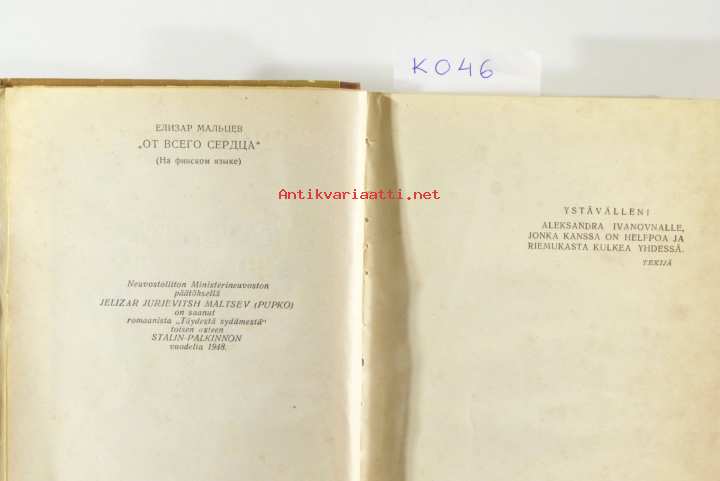 K046
ЕЛИЗАР МАЛЬЦЕВ
„ОТ ВСЕГО СЕРДЦА“
(На финском языке)
Antikvariaatti.net
Neuvostoliiton Ministerineuvoston
päätöksellä
JELIZAR JURJEVITSH MALTSEV (PUPKO)
on saanut
romaanista „Täydestä sydämestä“
toisen asteen
STALIN-PALKINNON
vuodelta 1948.
YSTÄVÄLLENI
ALEKSANDRA IVANOVNALLE,
JONKA KANSSA ON HELPPOA JA
RIEMUKASTA KULKEA YHDESSÄ.
TEKIJÄ